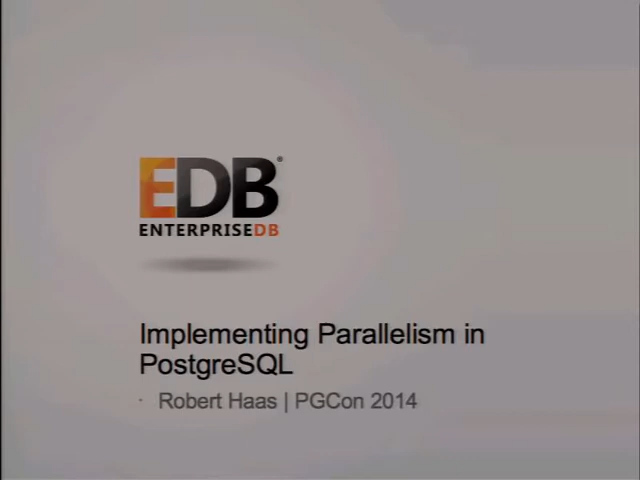 EDB
ENTERPRISEDB
Implementing Parallelism in
PostgreSQL
Robert Haas | PGCon 2014